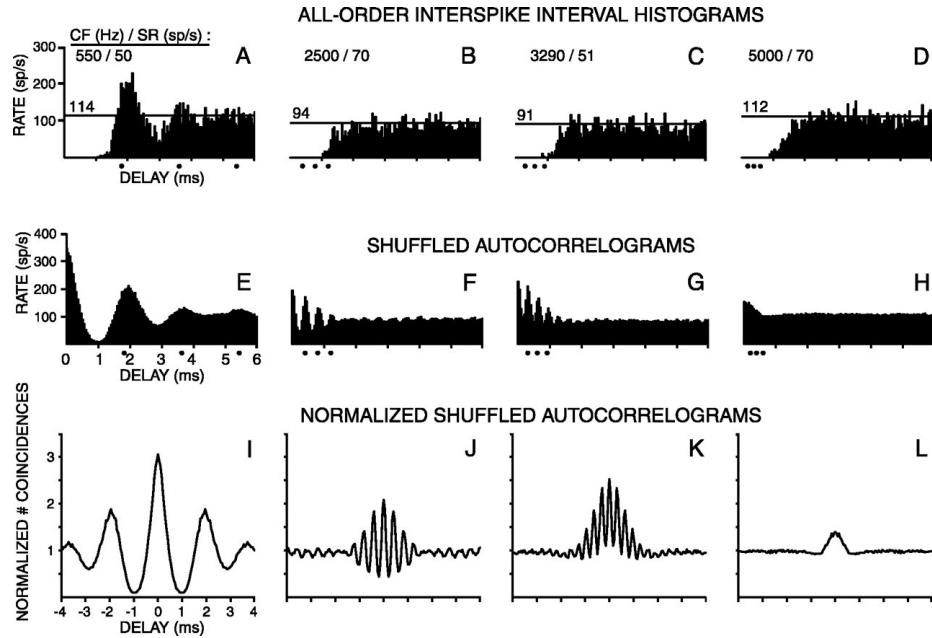 ALL-ORDER INTERSPIKE INTERVAL HISTOGRAMS
CF (Hz) / SR (sp/s) :
550 / 50
A
2500 / 70
B
3290 / 51
C
5000 / 70
D
RATE (sp/s)
300
200
100
114
94
91
112
DELAY (ms)
SHUFFLED AUTOCORRELOGRAMS
RATE (sp/s)
400
300
200
100
E
F
G
H
0 1 2 3 4 5 6
DELAY (ms)
NORMALIZED SHUFFLED AUTOCORRELOGRAMS
NORMALIZED # COINCIDENCES
3
2
1
I
J
K
L
-4 -3 -2 -1 0 1 2 3 4
DELAY (ms)